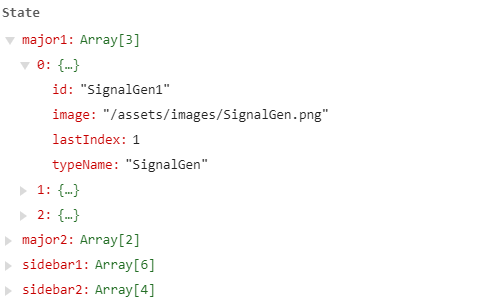 State
major1: Array[3]
0: {…}
id: "SignalGen1"
image: "/assets/images/SignalGen.png"
lastIndex: 1
typeName: "SignalGen"
1: {…}
2: {…}
major2: Array[2]
sidebar1: Array[6]
sidebar2: Array[4]